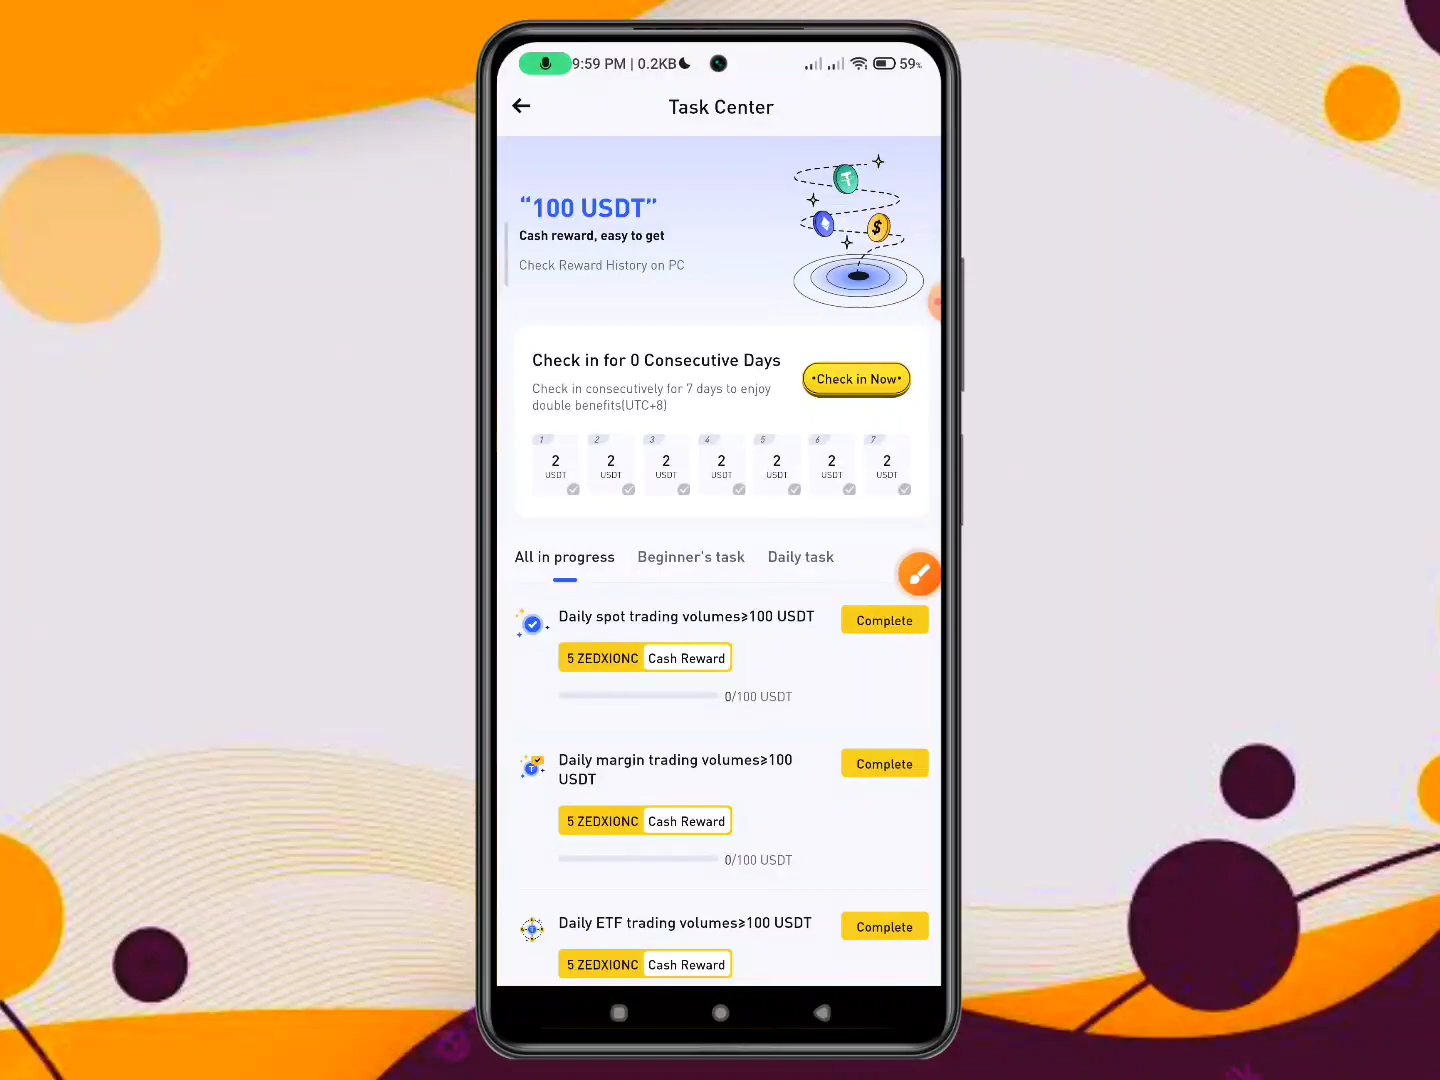 9:59 PM | 0.2KB
59%
Task Center
“100 USDT”
Cash reward, easy to get
Check Reward History on PC
Check in for 0 Consecutive Days
Check in consecutively for 7 days to enjoy
double benefits(UTC+8)
•Check in Now•
1 2 3 4 5 6 7
2 2 2 2 2 2 2
USDT USDT USDT USDT USDT USDT USDT
All in progress Beginner's task Daily task
Daily spot trading volumes≥100 USDT
Complete
5 ZEDXIONC Cash Reward
0/100 USDT
Daily margin trading volumes≥100
USDT
Complete
5 ZEDXIONC Cash Reward
0/100 USDT
Daily ETF trading volumes≥100 USDT
Complete
5 ZEDXIONC Cash Reward